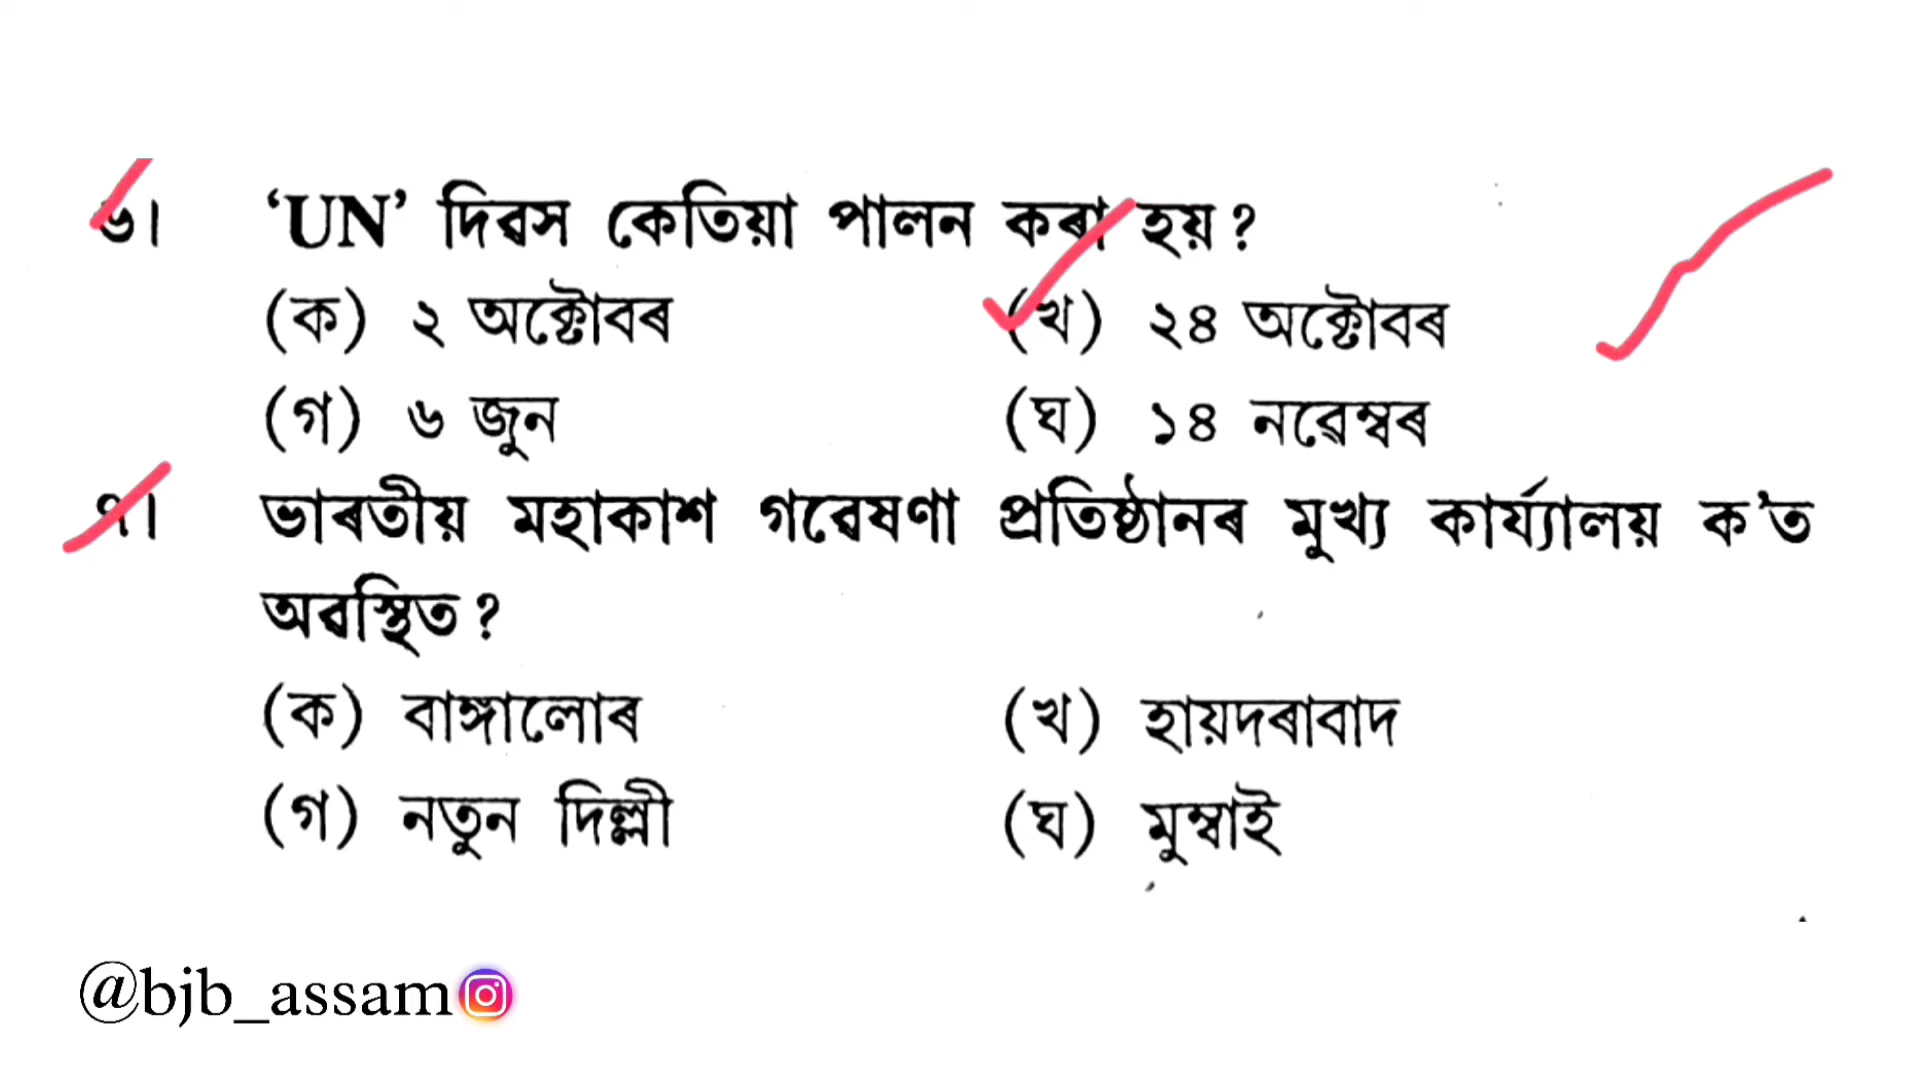 ৬। ‘UN’ দিৱস কেতিয়া পালন কৰা হয়?
(ক) ২ অক্টোবৰ (খ) ২৪ অক্টোবৰ
(গ) ৬ জুন (ঘ) ১৪ নৱেম্বৰ
৭। ভাৰতীয় মহাকাশ গৱেষণা প্ৰতিষ্ঠানৰ মুখ্য কাৰ্য্যালয় ক’ত
অৱস্থিত?
(ক) বাঙ্গালোৰ (খ) হায়দৰাবাদ
(গ) নতুন দিল্লী (ঘ) মুম্বাই
@bjb_assam